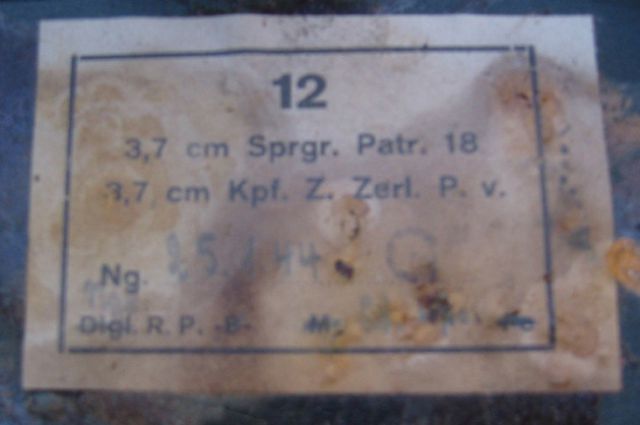 12
3,7 cm Sprgr. Patr. 18
3,7 cm Kpf. Z. Zerl. P. v.
Ng.
Digl. R. P. -B-